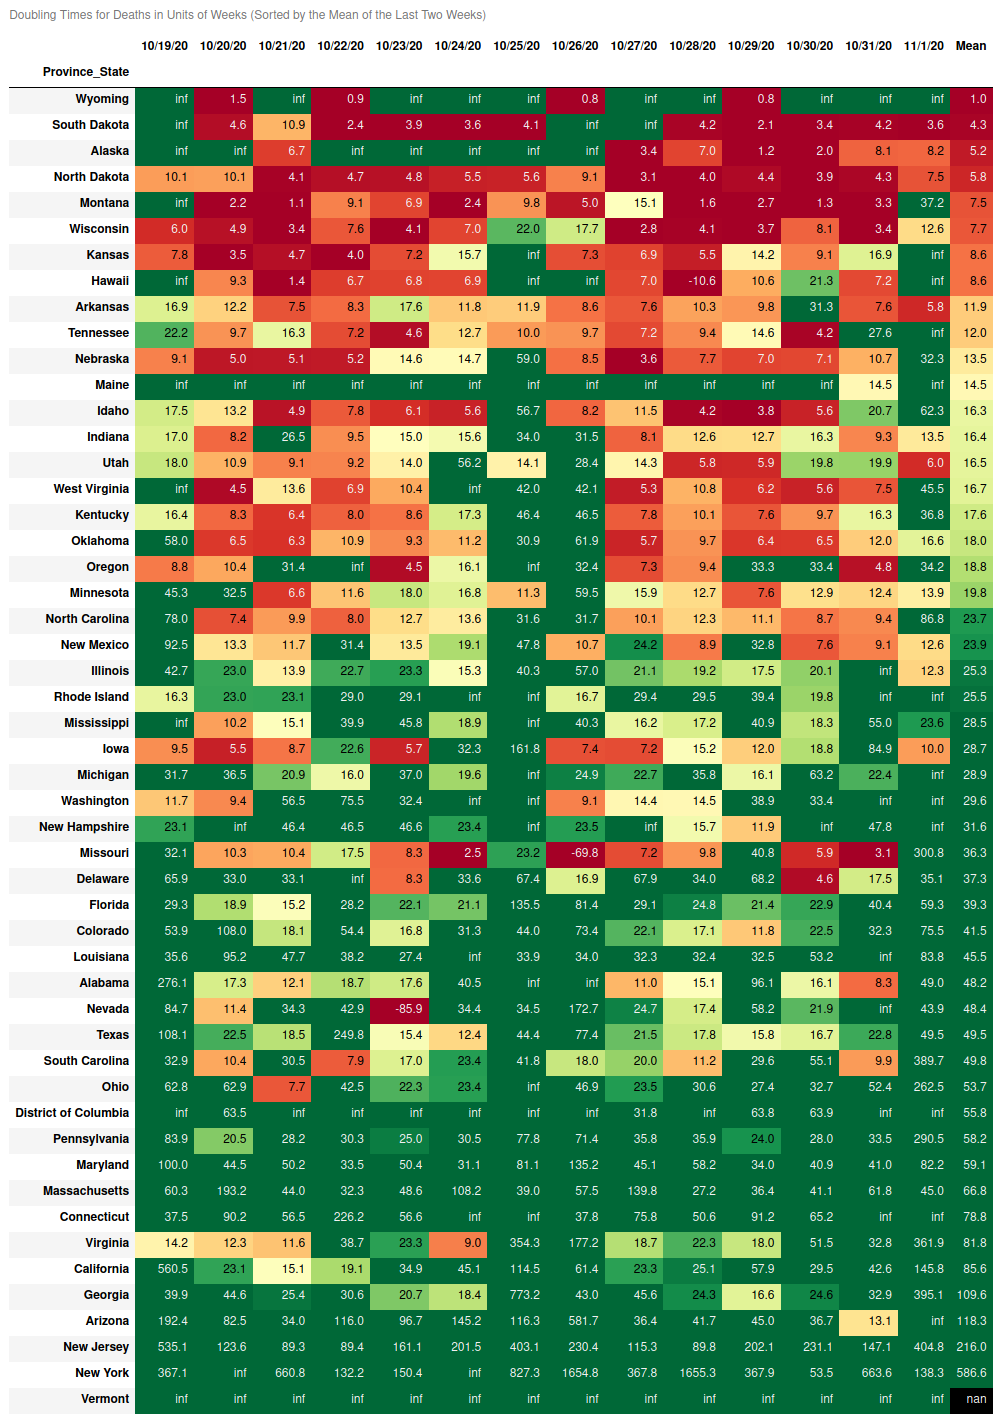 Doubling Times for Deaths in Units of Weeks (Sorted by the Mean of the Last Two Weeks)
10/19/20 10/20/20 10/21/20 10/22/20 10/23/20 10/24/20 10/25/20 10/26/20 10/27/20 10/28/20 10/29/20 10/30/20 10/31/20 11/1/20 Mean
Province_State
Wyoming inf 1.5 inf 0.9 inf inf inf 0.8 inf inf 0.8 inf inf inf 1.0
South Dakota inf 4.6 10.9 2.4 3.9 3.6 4.1 inf inf 4.2 2.1 3.4 4.2 3.6 4.3
Alaska inf inf 6.7 inf inf inf inf inf 3.4 7.0 1.2 2.0 8.1 8.2 5.2
North Dakota 10.1 10.1 4.1 4.7 4.8 5.5 5.6 9.1 3.1 4.0 4.4 3.9 4.3 7.5 5.8
Montana inf 2.2 1.1 9.1 6.9 2.4 9.8 5.0 15.1 1.6 2.7 1.3 3.3 37.2 7.5
Wisconsin 6.0 4.9 3.4 7.6 4.1 7.0 22.0 17.7 2.8 4.1 3.7 8.1 3.4 12.6 7.7
Kansas 7.8 3.5 4.7 4.0 7.2 15.7 inf 7.3 6.9 5.5 14.2 9.1 16.9 inf 8.6
Hawaii inf 9.3 1.4 6.7 6.8 6.9 inf inf 7.0 -10.6 10.6 21.3 7.2 inf 8.6
Arkansas 16.9 12.2 7.5 8.3 17.6 11.8 11.9 8.6 7.6 10.3 9.8 31.3 7.6 5.8 11.9
Tennessee 22.2 9.7 16.3 7.2 4.6 12.7 10.0 9.7 7.2 9.4 14.6 4.2 27.6 inf 12.0
Nebraska 9.1 5.0 5.1 5.2 14.6 14.7 59.0 8.5 3.6 7.7 7.0 7.1 10.7 32.3 13.5
Maine inf inf inf inf inf inf inf inf inf inf inf inf 14.5 inf 14.5
Idaho 17.5 13.2 4.9 7.8 6.1 5.6 56.7 8.2 11.5 4.2 3.8 5.6 20.7 62.3 16.3
Indiana 17.0 8.2 26.5 9.5 15.0 15.6 34.0 31.5 8.1 12.6 12.7 16.3 9.3 13.5 16.4
Utah 18.0 10.9 9.1 9.2 14.0 56.2 14.1 28.4 14.3 5.8 5.9 19.8 19.9 6.0 16.5
West Virginia inf 4.5 13.6 6.9 10.4 inf 42.0 42.1 5.3 10.8 6.2 5.6 7.5 45.5 16.7
Kentucky 16.4 8.3 6.4 8.0 8.6 17.3 46.4 46.5 7.8 10.1 7.6 9.7 16.3 36.8 17.6
Oklahoma 58.0 6.5 6.3 10.9 9.3 11.2 30.9 61.9 5.7 9.7 6.4 6.5 12.0 16.6 18.0
Oregon 8.8 10.4 31.4 inf 4.5 16.1 inf 32.4 7.3 9.4 33.3 33.4 4.8 34.2 18.8
Minnesota 45.3 32.5 6.6 11.6 18.0 16.8 11.3 59.5 15.9 12.7 7.6 12.9 12.4 13.9 19.8
North Carolina 78.0 7.4 9.9 8.0 12.7 13.6 31.6 31.7 10.1 12.3 11.1 8.7 9.4 86.8 23.7
New Mexico 92.5 13.3 11.7 31.4 13.5 19.1 47.8 10.7 24.2 8.9 32.8 7.6 9.1 12.6 23.9
Illinois 42.7 23.0 13.9 22.7 23.3 15.3 40.3 57.0 21.1 19.2 17.5 20.1 inf 12.3 25.3
Rhode Island 16.3 23.0 23.1 29.0 29.1 inf inf 16.7 29.4 29.5 39.4 19.8 inf inf 25.5
Mississippi inf 10.2 15.1 39.9 45.8 18.9 inf 40.3 16.2 17.2 40.9 18.3 55.0 23.6 28.5
Iowa 9.5 5.5 8.7 22.6 5.7 32.3 161.8 7.4 7.2 15.2 12.0 18.8 84.9 10.0 28.7
Michigan 31.7 36.5 20.9 16.0 37.0 19.6 inf 24.9 22.7 35.8 16.1 63.2 22.4 inf 28.9
Washington 11.7 9.4 56.5 75.5 32.4 inf inf 9.1 14.4 14.5 38.9 33.4 inf inf 29.6
New Hampshire 23.1 inf 46.4 46.5 46.6 23.4 inf 23.5 inf 15.7 11.9 inf 47.8 inf 31.6
Missouri 32.1 10.3 10.4 17.5 8.3 2.5 23.2 -69.8 7.2 9.8 40.8 5.9 3.1 300.8 36.3
Delaware 65.9 33.0 33.1 inf 8.3 33.6 67.4 16.9 67.9 34.0 68.2 4.6 17.5 35.1 37.3
Florida 29.3 18.9 15.2 28.2 22.1 21.1 135.5 81.4 29.1 24.8 21.4 22.9 40.4 59.3 39.3
Colorado 53.9 108.0 18.1 54.4 16.8 31.3 44.0 73.4 22.1 17.1 11.8 22.5 32.3 75.5 41.5
Louisiana 35.6 95.2 47.7 38.2 27.4 inf 33.9 34.0 32.3 32.4 32.5 53.2 inf 83.8 45.5
Alabama 276.1 17.3 12.1 18.7 17.6 40.5 inf inf 11.0 15.1 96.1 16.1 8.3 49.0 48.2
Nevada 84.7 11.4 34.3 42.9 -85.9 34.4 34.5 172.7 24.7 17.4 58.2 21.9 inf 43.9 48.4
Texas 108.1 22.5 18.5 249.8 15.4 12.4 44.4 77.4 21.5 17.8 15.8 16.7 22.8 49.5 49.5
South Carolina 32.9 10.4 30.5 7.9 17.0 23.4 41.8 18.0 20.0 11.2 29.6 55.1 9.9 389.7 49.8
Ohio 62.8 62.9 7.7 42.5 22.3 23.4 inf 46.9 23.5 30.6 27.4 32.7 52.4 262.5 53.7
District of Columbia inf 63.5 inf inf inf inf inf inf 31.8 inf 63.8 63.9 inf inf 55.8
Pennsylvania 83.9 20.5 28.2 30.3 25.0 30.5 77.8 71.4 35.8 35.9 24.0 28.0 33.5 290.5 58.2
Maryland 100.0 44.5 50.2 33.5 50.4 31.1 81.1 135.2 45.1 58.2 34.0 40.9 41.0 82.2 59.1
Massachusetts 60.3 193.2 44.0 32.3 48.6 108.2 39.0 57.5 139.8 27.2 36.4 41.1 61.8 45.0 66.8
Connecticut 37.5 90.2 56.5 226.2 56.6 inf inf 37.8 75.8 50.6 91.2 65.2 inf inf 78.8
Virginia 14.2 12.3 11.6 38.7 23.3 9.0 354.3 177.2 18.7 22.3 18.0 51.5 32.8 361.9 81.8
California 560.5 23.1 15.1 19.1 34.9 45.1 114.5 61.4 23.3 25.1 57.9 29.5 42.6 145.8 85.6
Georgia 39.9 44.6 25.4 30.6 20.7 18.4 773.2 43.0 45.6 24.3 16.6 24.6 32.9 395.1 109.6
Arizona 192.4 82.5 34.0 116.0 96.7 145.2 116.3 581.7 36.4 41.7 45.0 36.7 13.1 inf 118.3
New Jersey 535.1 123.6 89.3 89.4 161.1 201.5 403.1 230.4 115.3 89.8 202.1 231.1 147.1 404.8 216.0
New York 367.1 inf 660.8 132.2 150.4 inf 827.3 1654.8 367.8 1655.3 367.9 53.5 663.6 138.3 586.6
Vermont inf inf inf inf inf inf inf inf inf inf inf inf inf inf nan